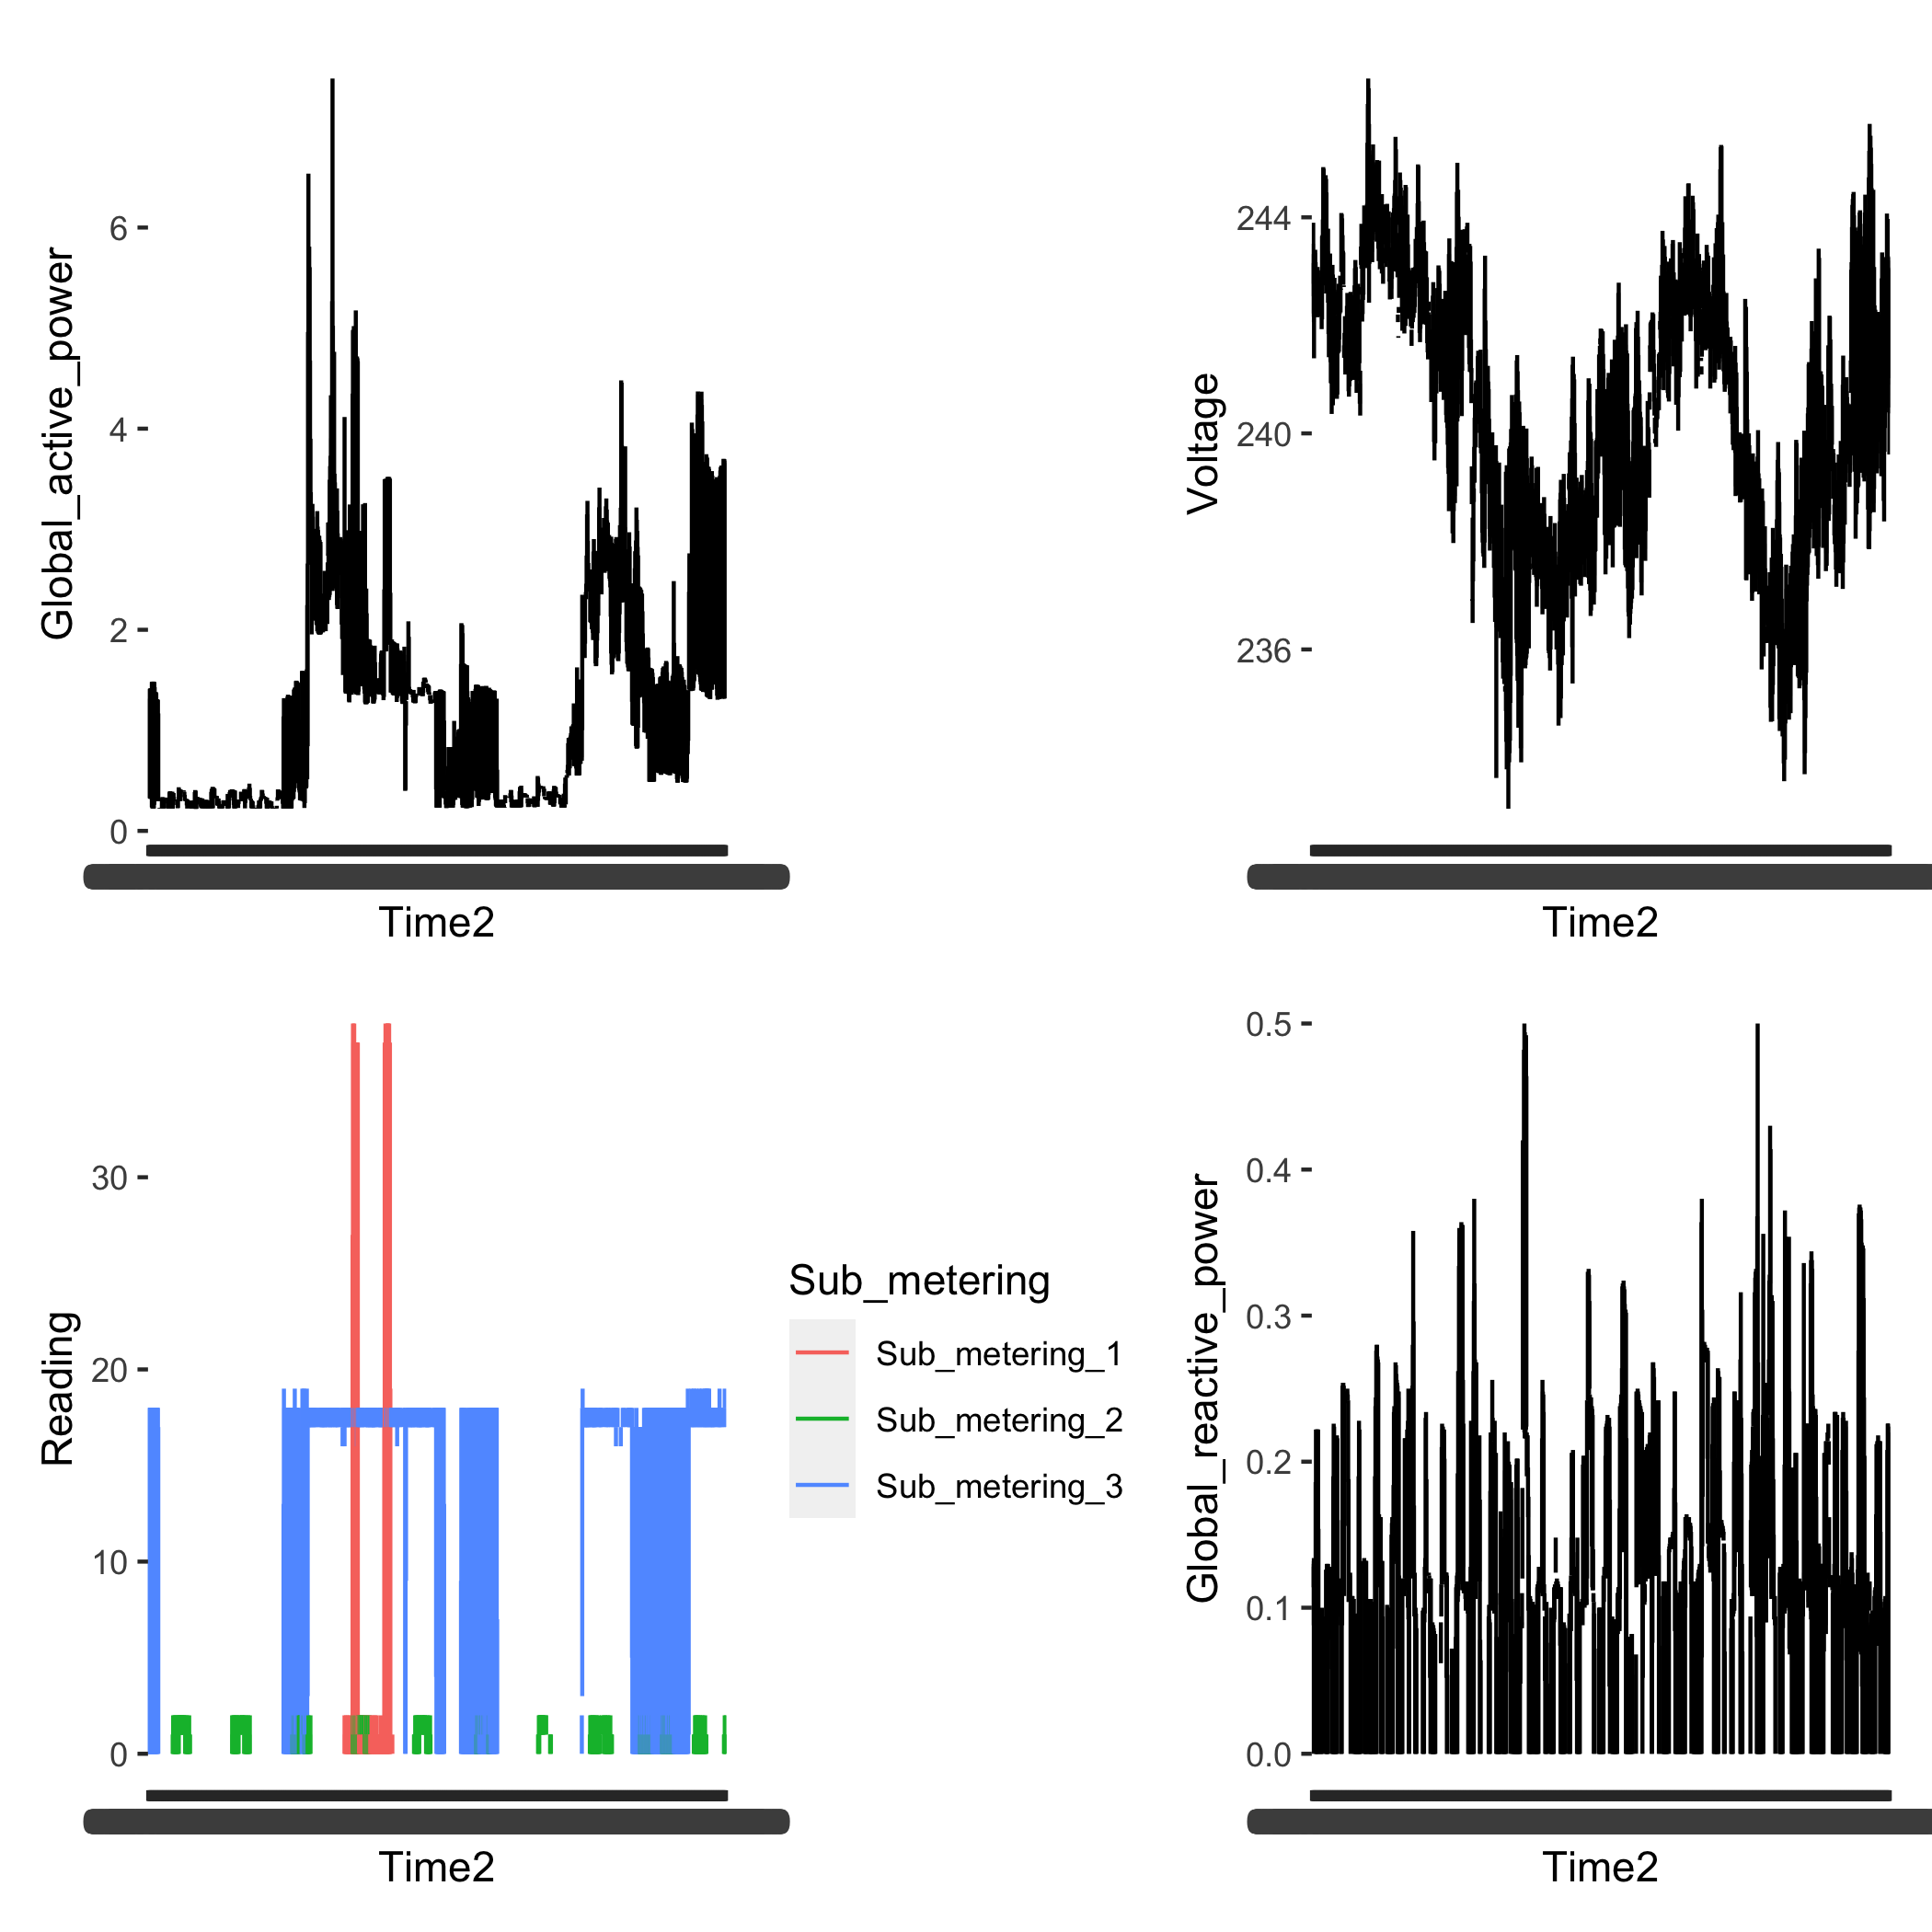 Global_active_power
6
4
2
0
Time2
Voltage
244
240
236
Time2
Reading
30
20
10
0
Time2
Sub_metering
Sub_metering_1
Sub_metering_2
Sub_metering_3
Global_reactive_power
0.5
0.4
0.3
0.2
0.1
0.0
Time2